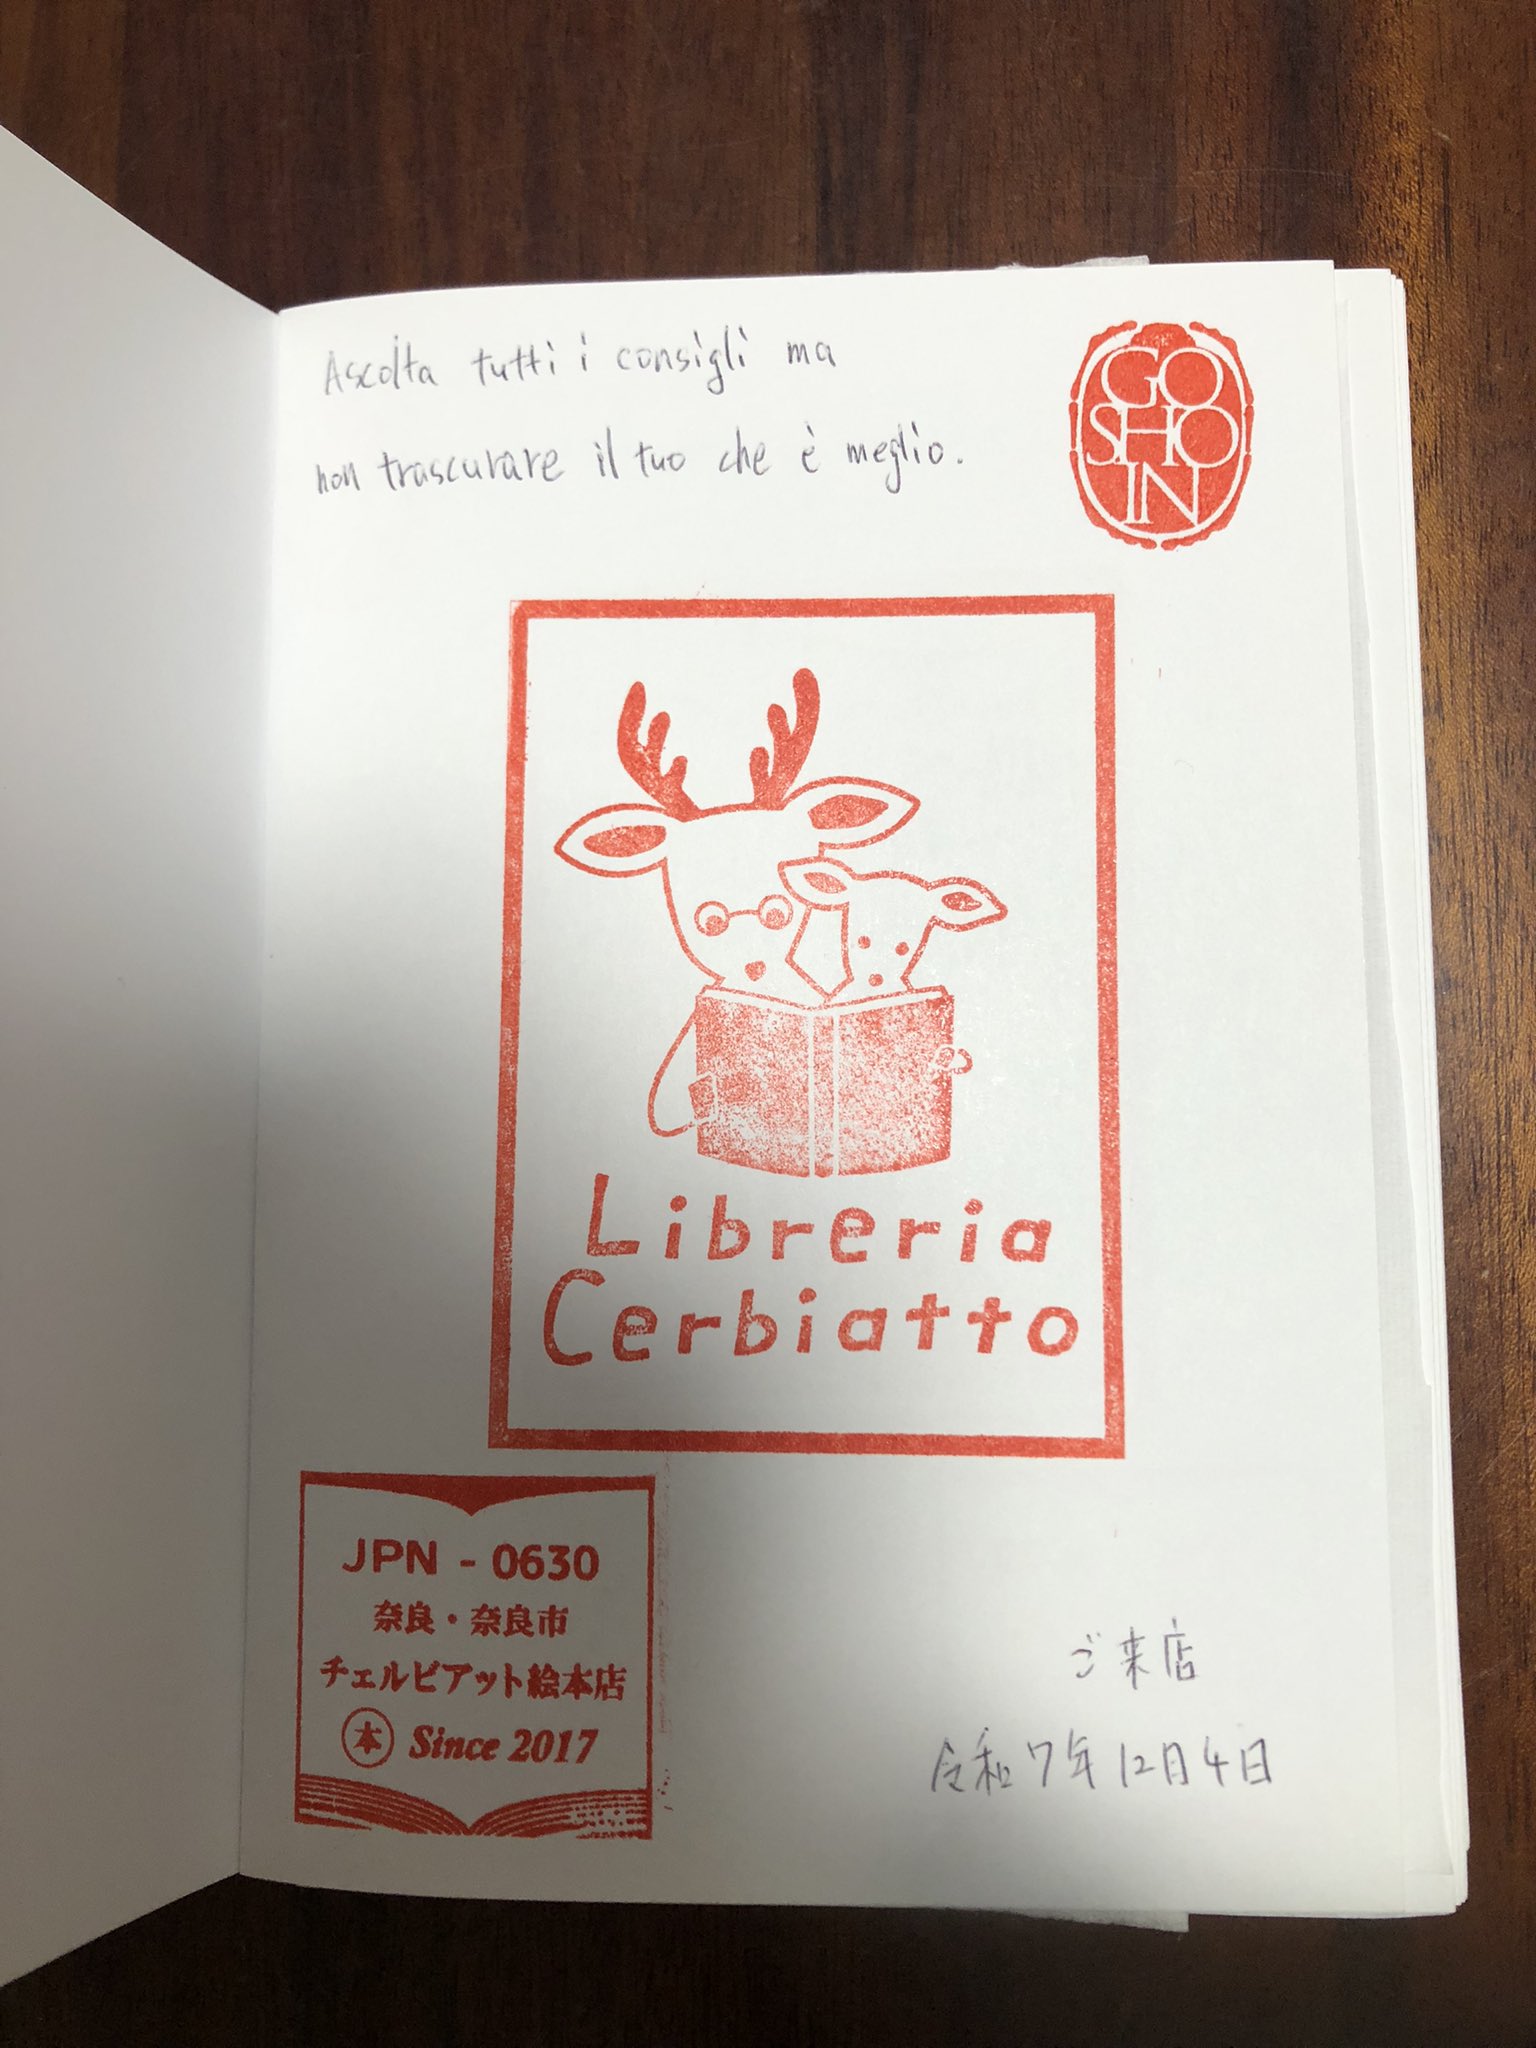 Ascolta tutti i consigli ma
non trascurare il tuo che è meglio.
GO
SHO
IN
Libreria
Cerbiatto
JPN - 0630
奈良・奈良市
チェルビアット絵本店
本 Since 2017
ご来店
令和7年12月4日